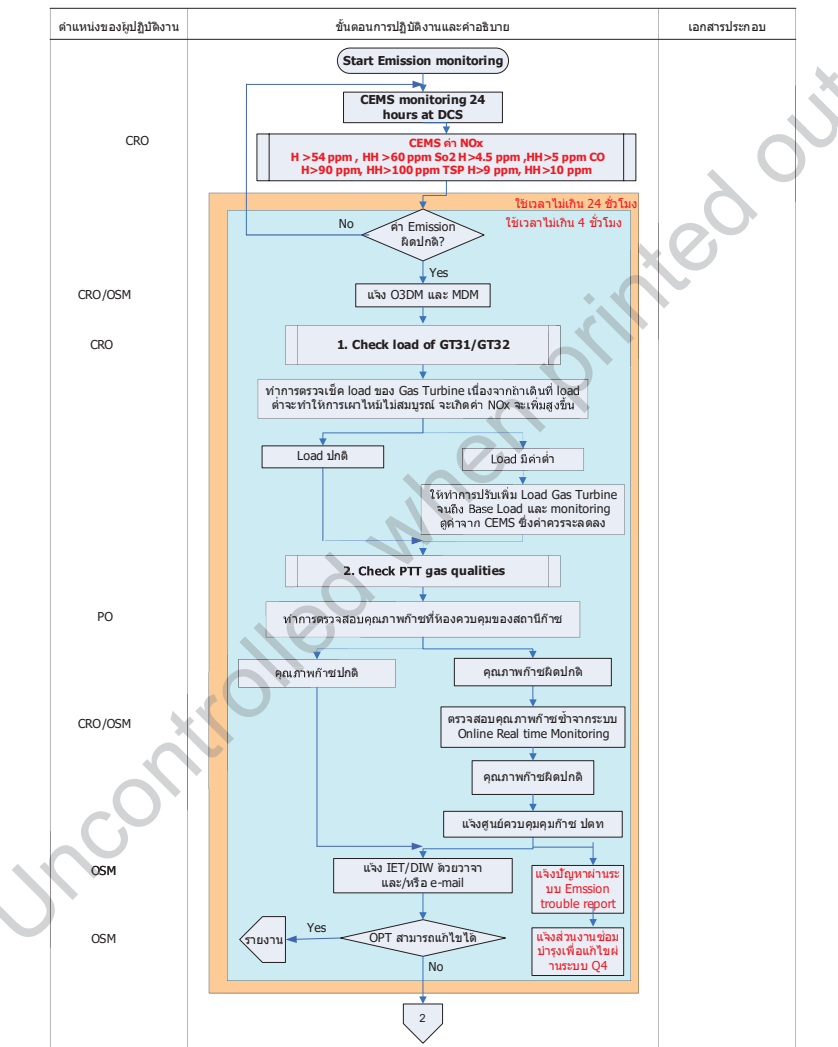 ตำแหน่งของผู้ปฏิบัติงาน
ขั้นตอนการปฏิบัติงานและคำอธิบาย
เอกสารประกอบ
Start Emission monitoring
CEMS monitoring 24
hours at DCS
CRO
CEMS ค่า NOx
H >54 ppm , HH >60 ppm So2 H>4.5 ppm ,HH>5 ppm CO
H>90 ppm, HH>100 ppm TSP H>9 ppm, HH>10 ppm
ใช้เวลาไม่เกิน 24 ชั่วโมง
ใช้เวลาไม่เกิน 4 ชั่วโมง
No
ค่า Emission
ผิดปกติ?
Yes
CRO/OSM
แจ้ง O3DM และ MDM
CRO
1. Check load of GT31/GT32
ทำการตรวจเช็ค load ของ Gas Turbine เนื่องจากถ้าเดินที่ load
ต่ำจะทำให้การเผาไหม้ไม่สมบูรณ์ จะเกิดค่า NOx จะเพิ่มสูงขึ้น
Load ปกติ
Load มีค่าต่ำ
ให้ทำการปรับเพิ่ม Load Gas Turbine
จนถึง Base Load และ monitoring
ดูค่าจาก CEMS ซึ่งค่าควรจะลดลง
2. Check PTT gas qualities
PO
ทำการตรวจสอบคุณภาพก๊าซที่ห้องควบคุมของสถานีก๊าซ
คุณภาพก๊าซปกติ
คุณภาพก๊าซผิดปกติ
CRO/OSM
ตรวจสอบคุณภาพก๊าซซ้ำจากระบบ
Online Real time Monitoring
คุณภาพก๊าซผิดปกติ
แจ้งศูนย์ควบคุมคุมก๊าซ ปตท
OSM
แจ้ง IET/DIW ด้วยวาจา
และ/หรือ e-mail
แจ้งปัญหาผ่านระ
บบ Emssion
trouble report
OSM
รายงาน
Yes
OPT สามารถแก้ไขได้
แจ้งส่วนงานซ่อม
บำรุงเพื่อแก้ไขผ่
านระบบ Q4
No
2
Uncontrolled when printed out